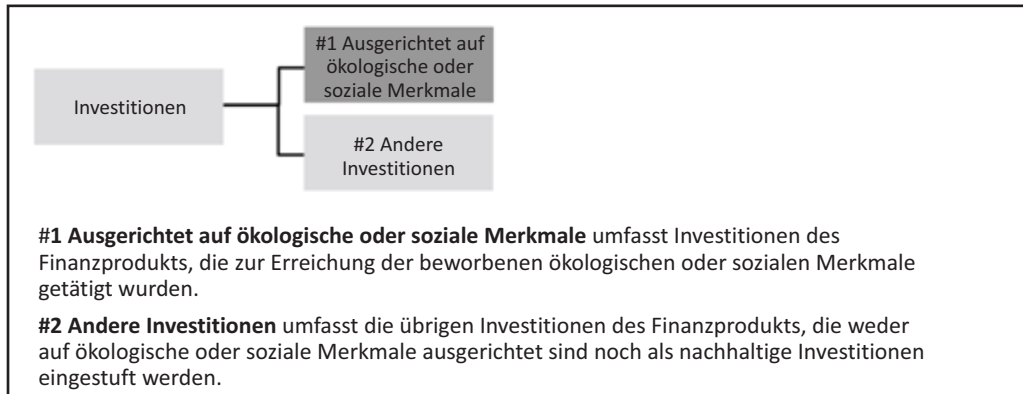 #1 Ausgerichtet auf
ökologische oder
soziale Merkmale
Investitionen
#2 Andere
Investitionen
#1 Ausgerichtet auf ökologische oder soziale Merkmale umfasst Investitionen des
Finanzprodukts, die zur Erreichung der beworbenen ökologischen oder sozialen Merkmale
getätigt wurden.
#2 Andere Investitionen umfasst die übrigen Investitionen des Finanzprodukts, die weder
auf ökologische oder soziale Merkmale ausgerichtet sind noch als nachhaltige Investitionen
eingestuft werden.